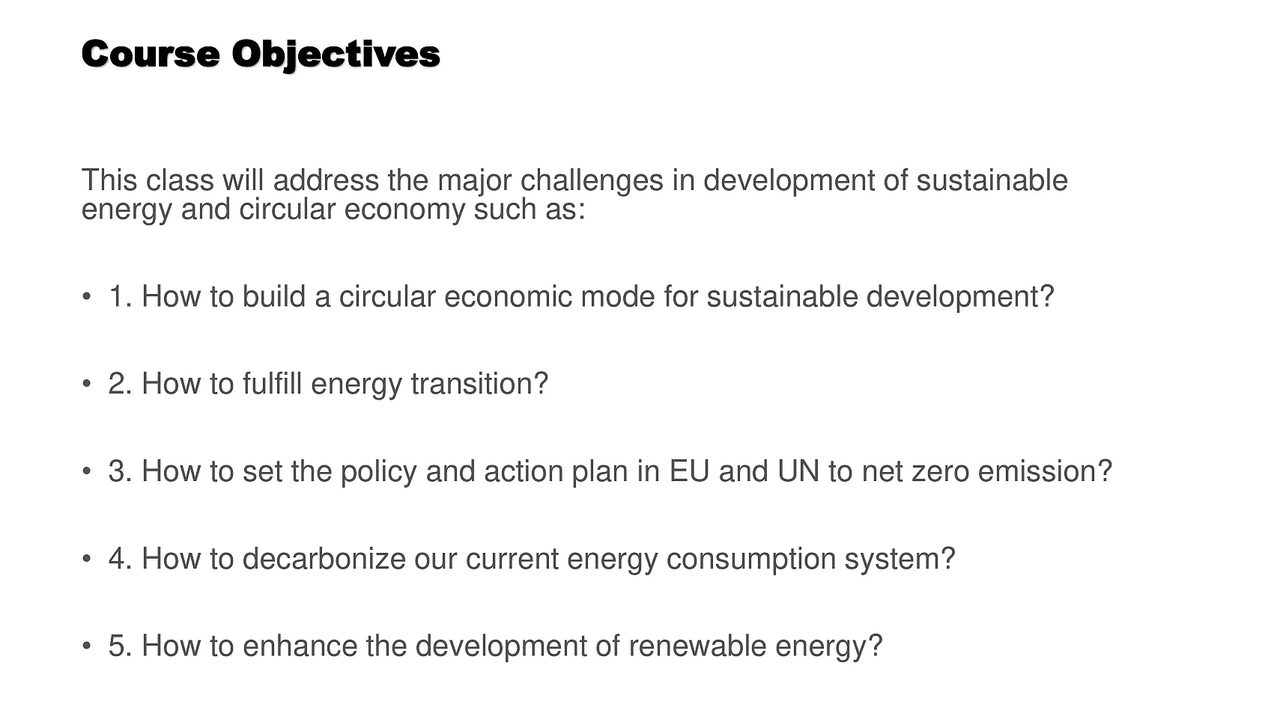 Course Objectives
This class will address the major challenges in development of sustainable
energy and circular economy such as:
• 1. How to build a circular economic mode for sustainable development?
• 2. How to fulfill energy transition?
• 3. How to set the policy and action plan in EU and UN to net zero emission?
• 4. How to decarbonize our current energy consumption system?
• 5. How to enhance the development of renewable energy?